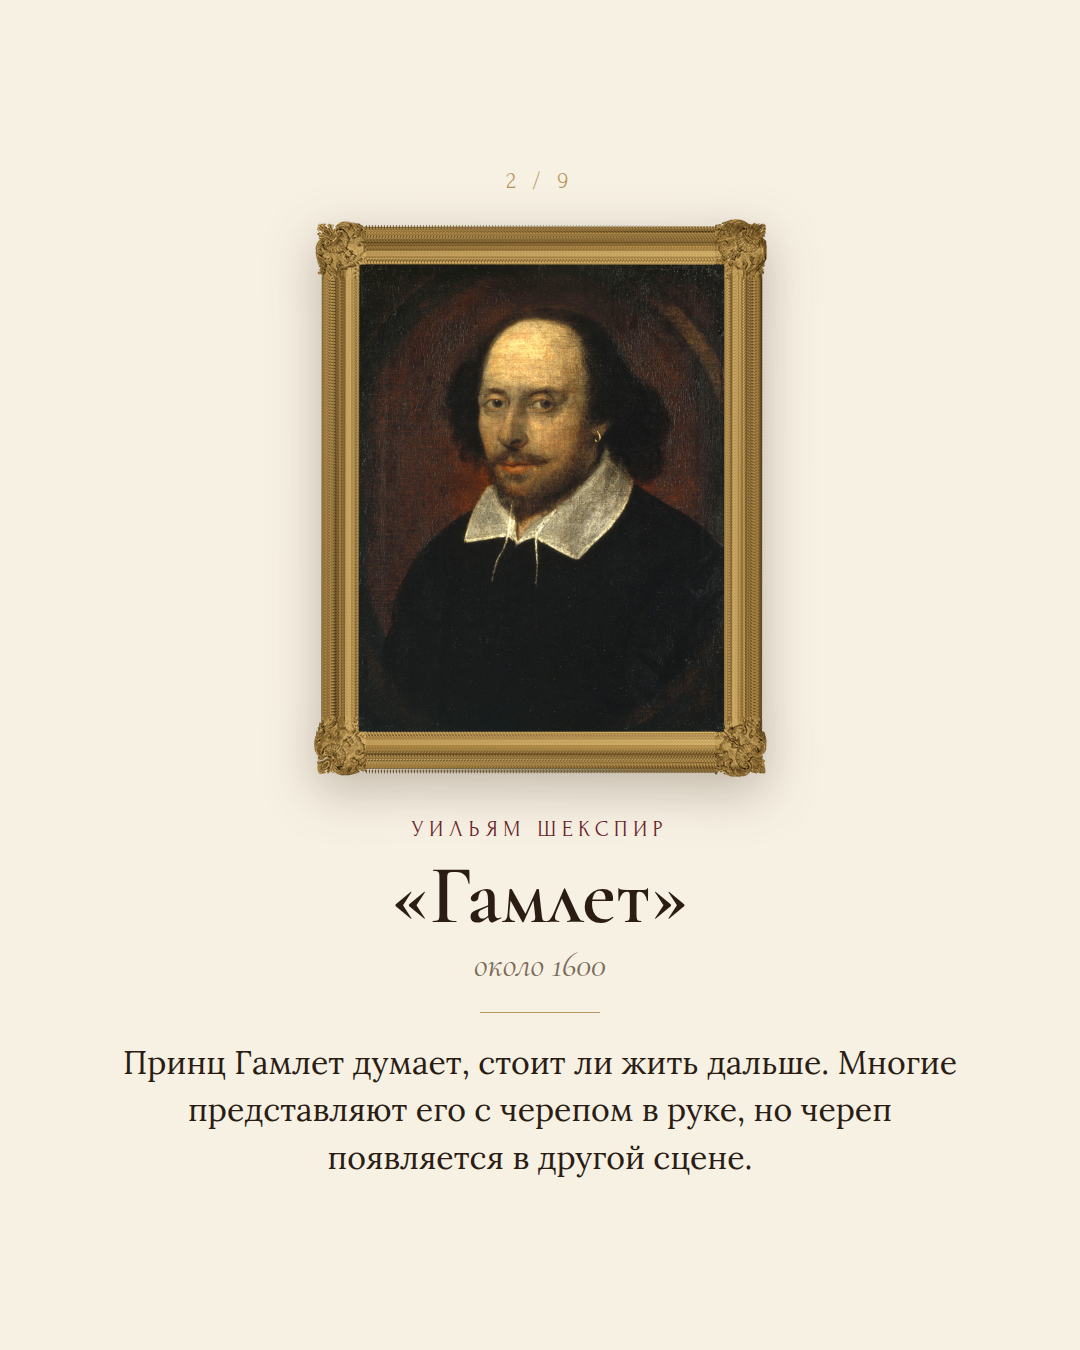 2 / 9
УИЛЬЯМ ШЕКСПИР
«Гамлет»
около 1600
Принц Гамлет думает, стоит ли жить дальше. Многие
представляют его с черепом в руке, но череп
появляется в другой сцене.